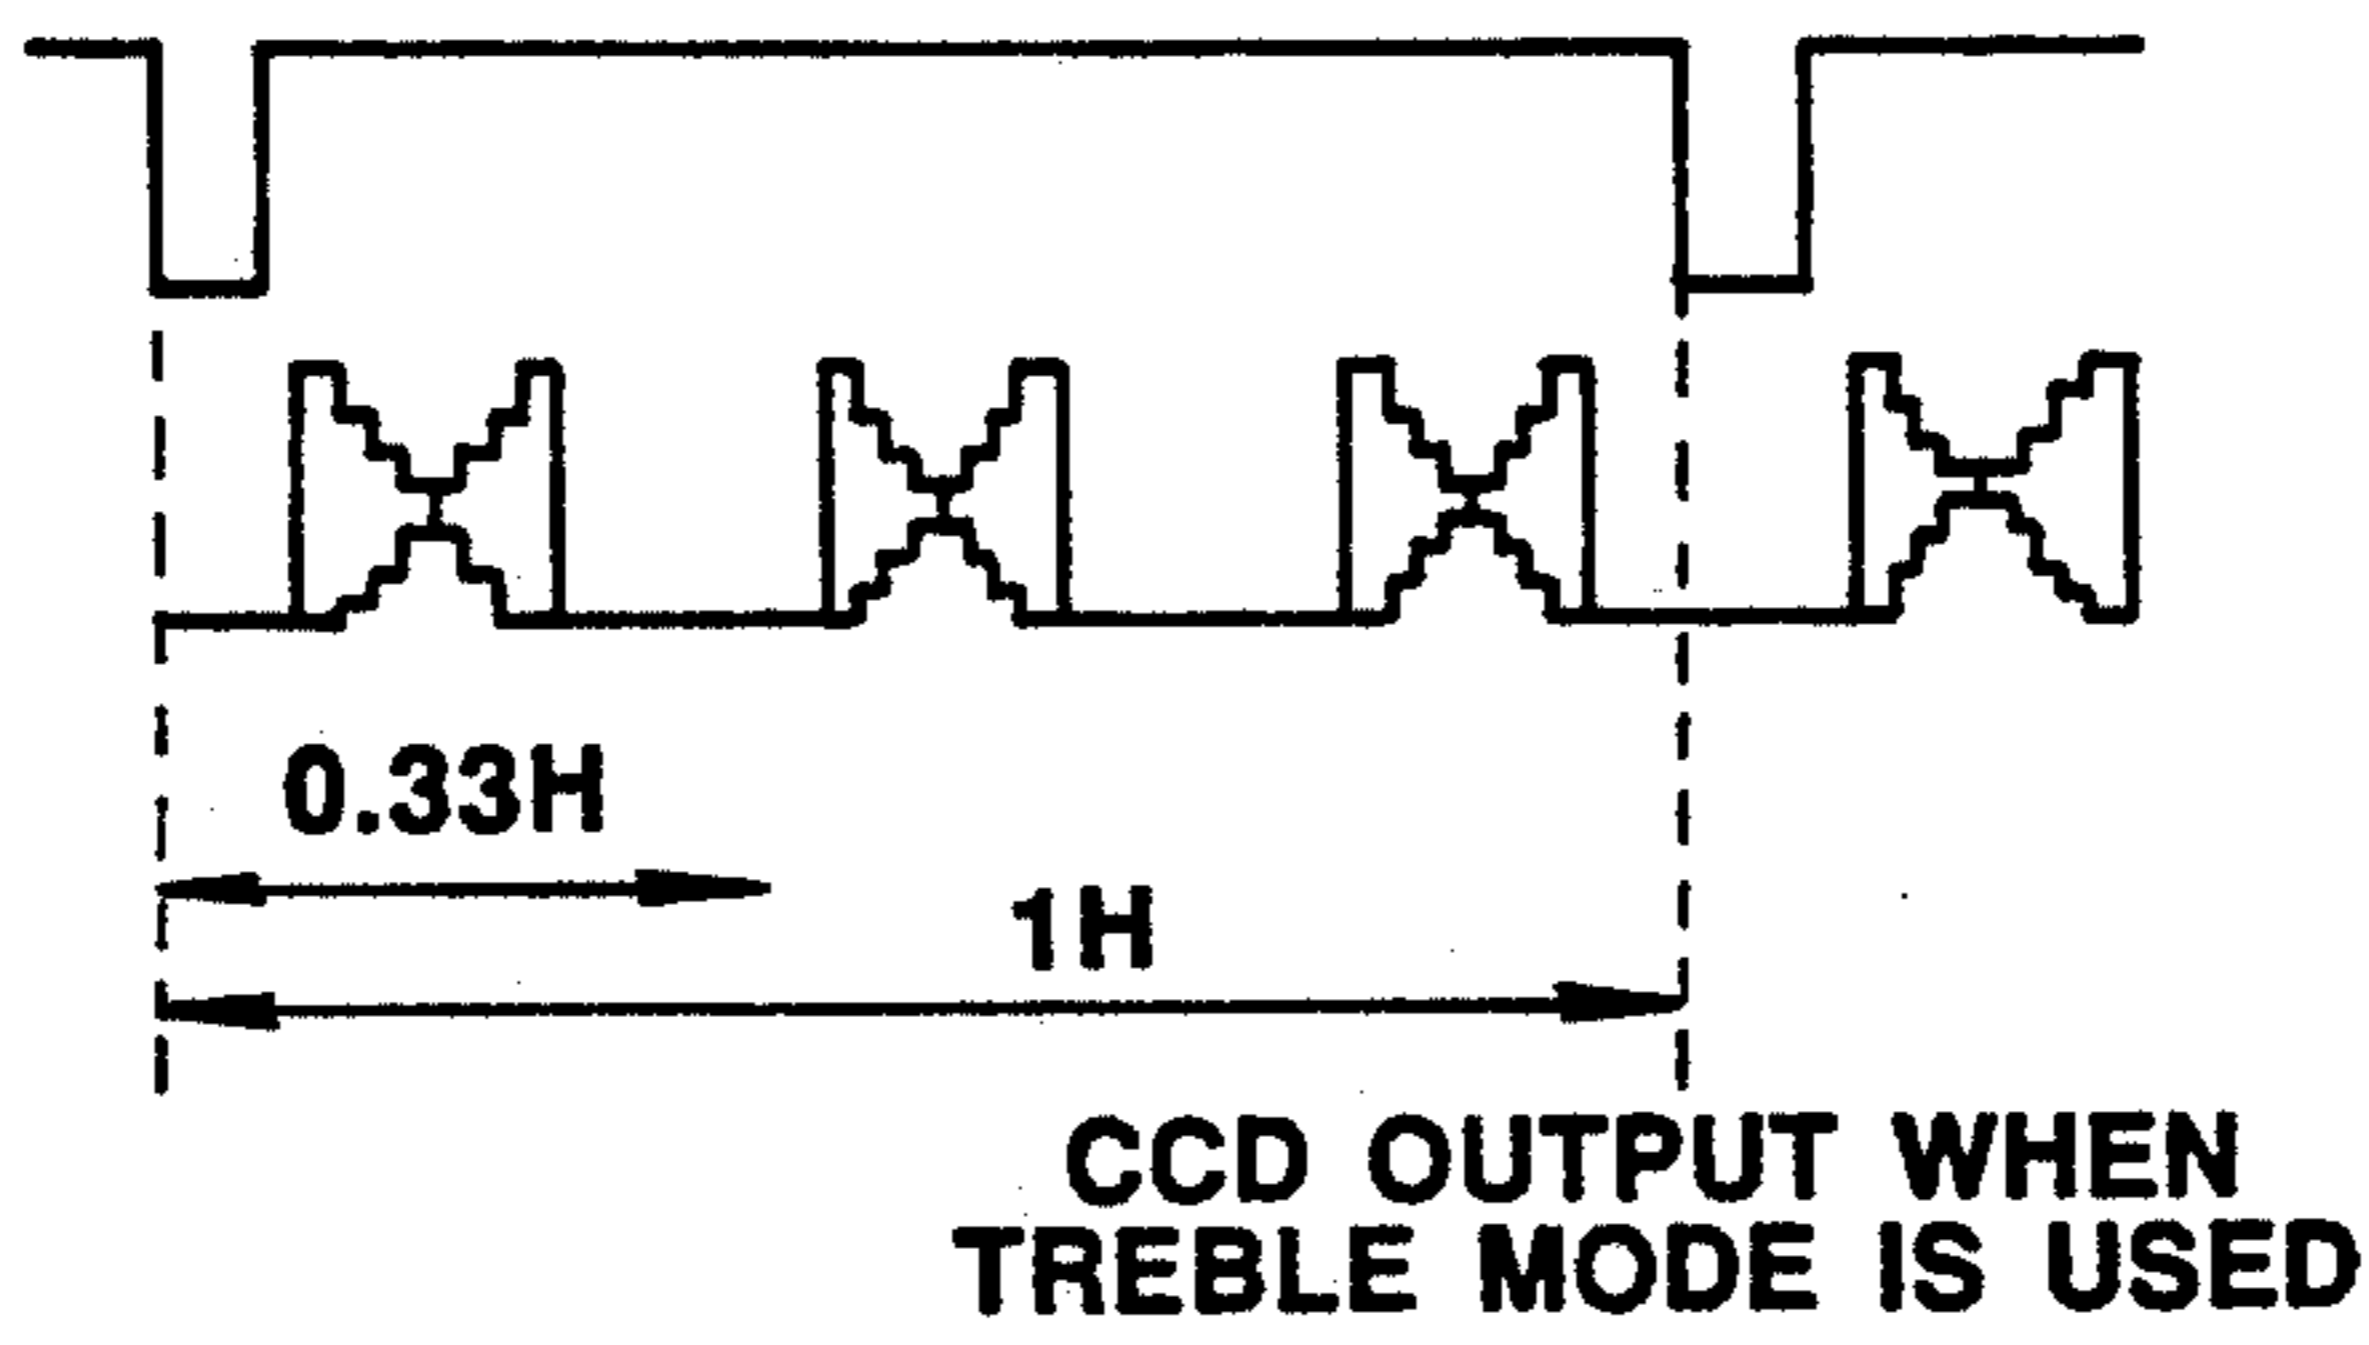 0.33H
1H
CCD OUTPUT WHEN
TREBLE MODE IS USED